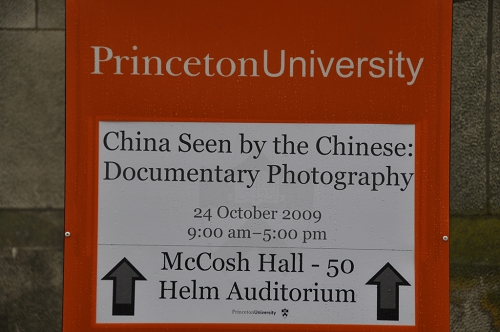 PrincetonUniversity
China Seen by the Chinese:
Documentary Photography
24 October 2009
9:00 am–5:00 pm
McCosh Hall - 50
Helm Auditorium
PrincetonUniversity